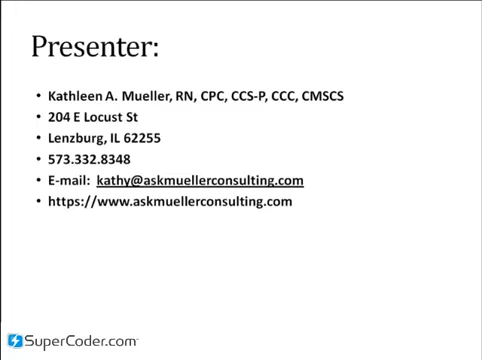 Presenter:
• Kathleen A. Mueller, RN, CPC, CCS-P, CCC, CMSCS
• 204 E Locust St
• Lenzburg, IL 62255
• 573.332.8348
• E-mail: kathy@askmuellerconsulting.com
• https://www.askmuellerconsulting.com
SuperCoder.com